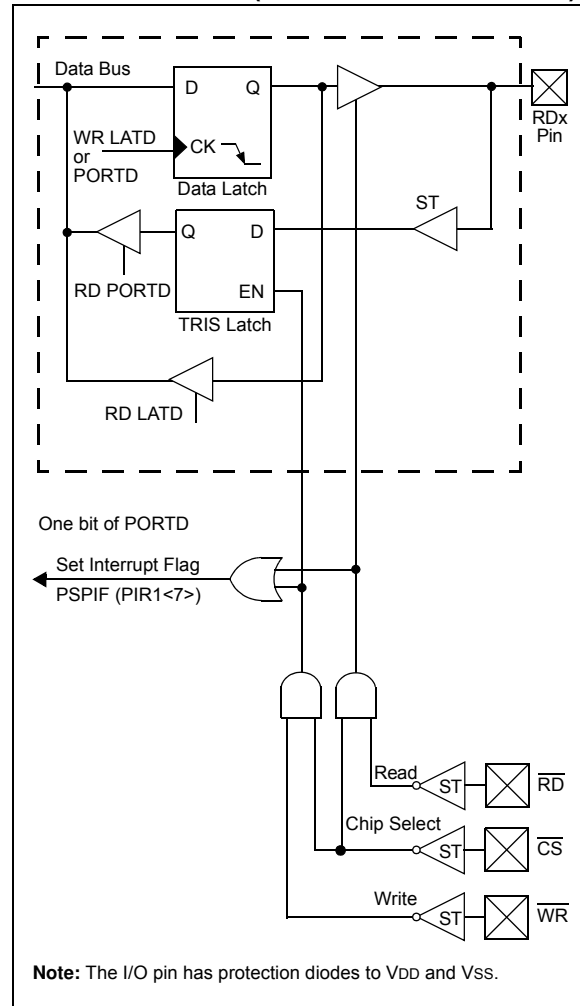 Data Bus
D Q
RDx
Pin
WR LATD
or
PORTD
CK
Data Latch
ST
Q D
RD PORTD
EN
TRIS Latch
RD LATD
One bit of PORTD
Set Interrupt Flag
PSPIF (PIR1<7>)
Read
ST
RD
Chip Select
ST
CS
Write
ST
WR
Note: The I/O pin has protection diodes to VDD and VSS.